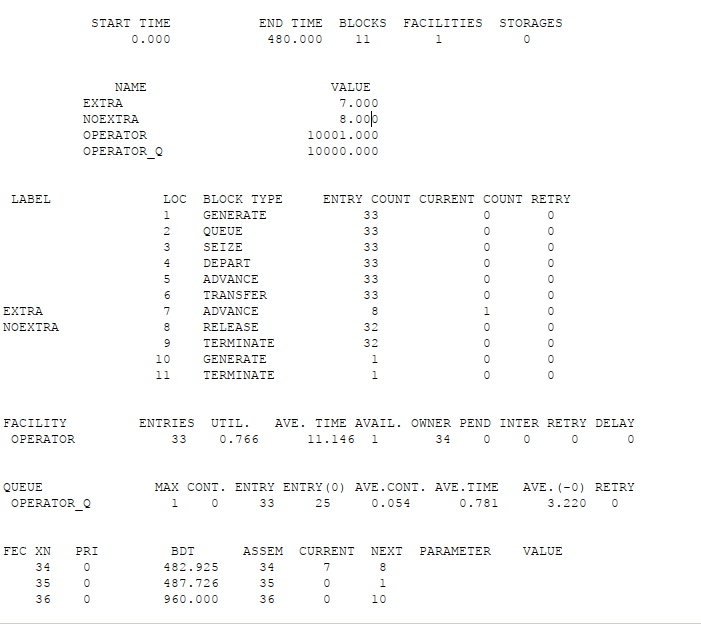 START TIME END TIME BLOCKS FACILITIES STORAGES
0.000 480.000 11 1 0
NAME VALUE
EXTRA 7.000
NOEXTRA 8.000
OPERATOR 10001.000
OPERATOR_Q 10000.000
LABEL LOC BLOCK TYPE ENTRY COUNT CURRENT COUNT RETRY
1 GENERATE 33 0 0
2 QUEUE 33 0 0
3 SEIZE 33 0 0
4 DEPART 33 0 0
5 ADVANCE 33 0 0
6 TRANSFER 33 0 0
EXTRA 7 ADVANCE 8 1 0
NOEXTRA 8 RELEASE 32 0 0
9 TERMINATE 32 0 0
10 GENERATE 1 0 0
11 TERMINATE 1 0 0
FACILITY ENTRIES UTIL. AVE. TIME AVAIL. OWNER PEND INTER RETRY DELAY
OPERATOR 33 0.766 11.146 1 34 0 0 0 0
QUEUE MAX CONT. ENTRY ENTRY(0) AVE.CONT. AVE.TIME AVE.(-0) RETRY
OPERATOR_Q 1 0 33 25 0.054 0.781 3.220 0
FEC XN PRI BDT ASSEM CURRENT NEXT PARAMETER VALUE
34 0 482.925 34 7 8
35 0 487.726 35 0 1
36 0 960.000 36 0 10